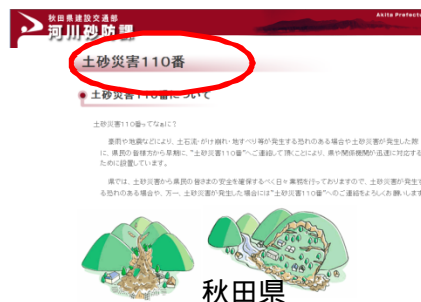 秋田県建設交通部
河川砂防課
Akita Prefectu
土砂災害110番
土砂災害110番について
土砂災害110番ってなぁに？
豪雨や地震などにより、土石流・がけ崩れ・地すべり等が発生する恐れのある場合や土砂災害が発生した際
に、県民の皆様方から早期に、“土砂災害110番”へご連絡して頂くことにより、県や関係機関が迅速に対応する
ために設置しています。
県では、土砂災害から県民の皆さまの安全を確保するべく日々業務を行っておりますので、土砂災害が発生す
る恐れのある場合や、万一、土砂災害が発生した場合には“土砂災害110番”へのご連絡をよろしくお願いします
秋田県